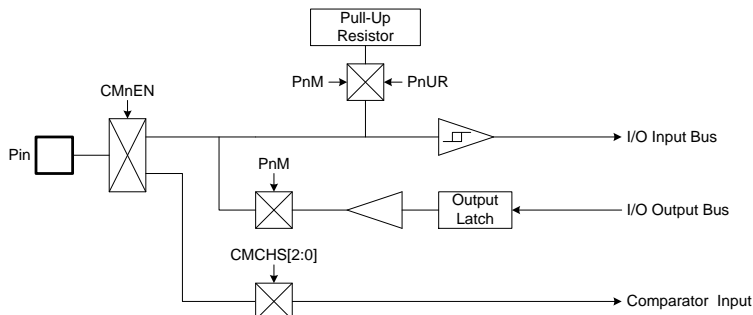 Pull-Up
Resistor
PnM
PnUR
CMnEN
Pin
I/O Input Bus
PnM
Output
Latch
I/O Output Bus
CMCHS[2:0]
Comparator Input